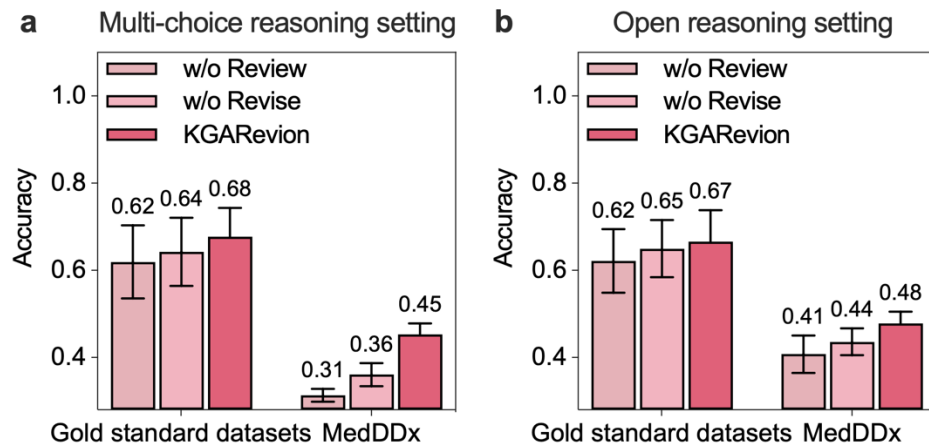 a Multi-choice reasoning setting
w/o Review
w/o Revise
KGARevion
Accuracy
1.0
0.8
0.6
0.4
0.62
0.64
0.68
0.31
0.36
0.45
Gold standard datasets MedDDx
b Open reasoning setting
w/o Review
w/o Revise
KGARevion
Accuracy
1.0
0.8
0.6
0.4
0.62
0.65
0.67
0.41
0.44
0.48
Gold standard datasets MedDDx